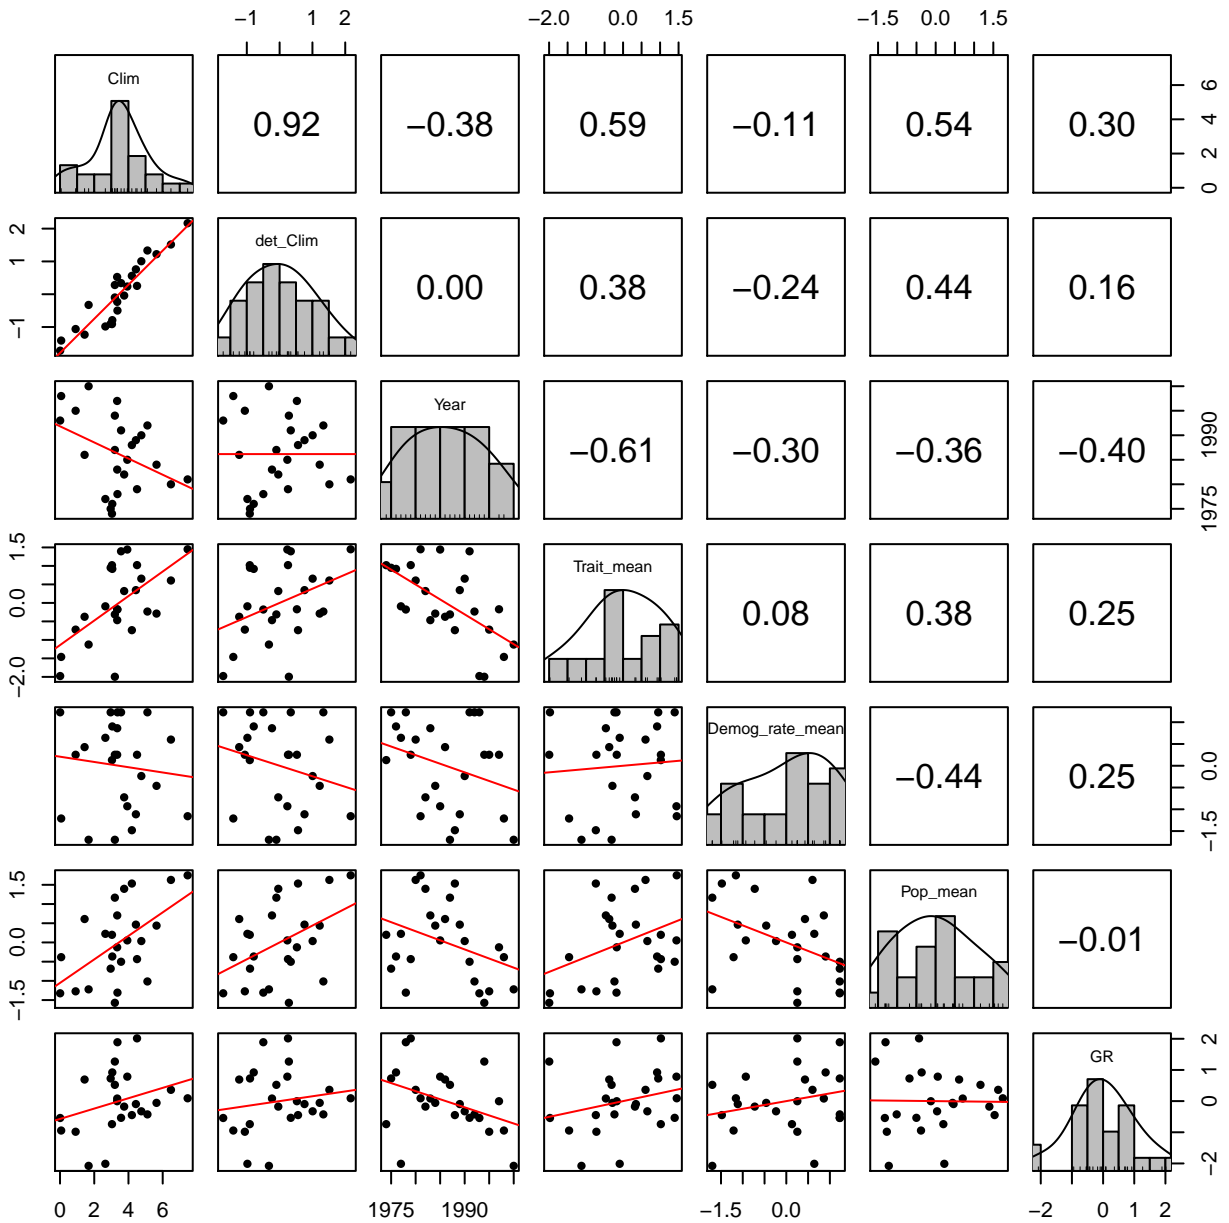 −1 1 2 −2.0 0.0 1.5 −1.5 0.0 1.5
Clim 0.92 −0.38 0.59 −0.11 0.54 0.30 0 2 4 6
−1 1 2 det_Clim 0.00 0.38 −0.24 0.44 0.16
Year −0.61 −0.30 −0.36 −0.40 1975 1990
−2.0 0.0 1.5 Trait_mean 0.08 0.38 0.25
Demog_rate_mean −0.44 0.25 −1.5 0.0
−1.5 0.0 1.5 Pop_mean −0.01
GR −2 0 1 2
0 2 4 6 1975 1990 −1.5 0.0 −2 0 1 2